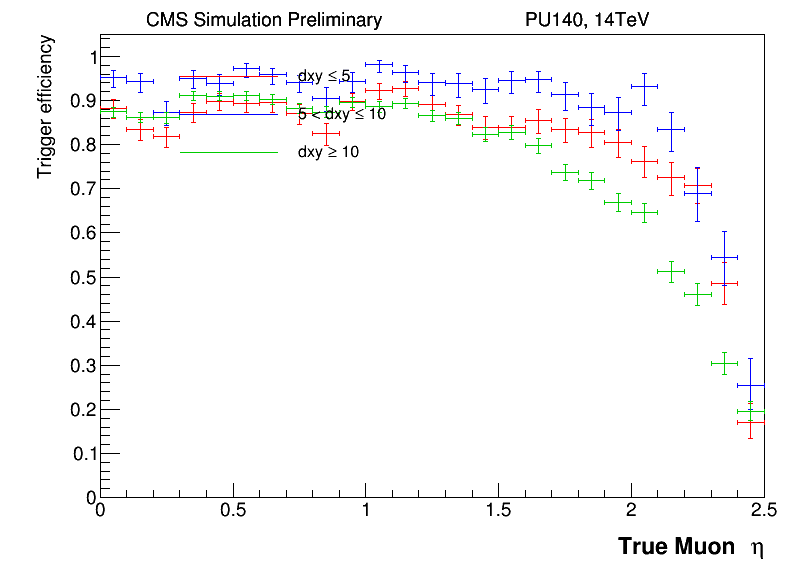 CMS Simulation Preliminary
PU140, 14TeV
Trigger efficiency
1
0.9
0.8
0.7
0.6
0.5
0.4
0.3
0.2
0.1
0
dxy ≤ 5
5 < dxy ≤ 10
dxy ≥ 10
0
0.5
1
1.5
2
2.5
True Muon η